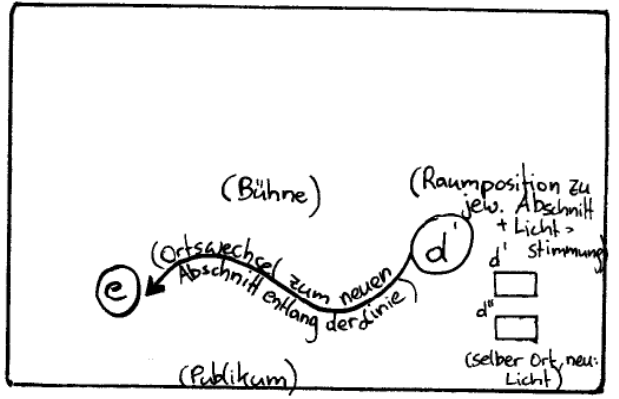 (Bühne)
(Raumposition zu
jew. Abschnitt
+ Licht >
stimmung)
d'
(Ortswechsel zum neuen
Abschnitt entlang der Linie)
e
d'
d"
(selber Ort, neu:
Licht)
(Publikum)